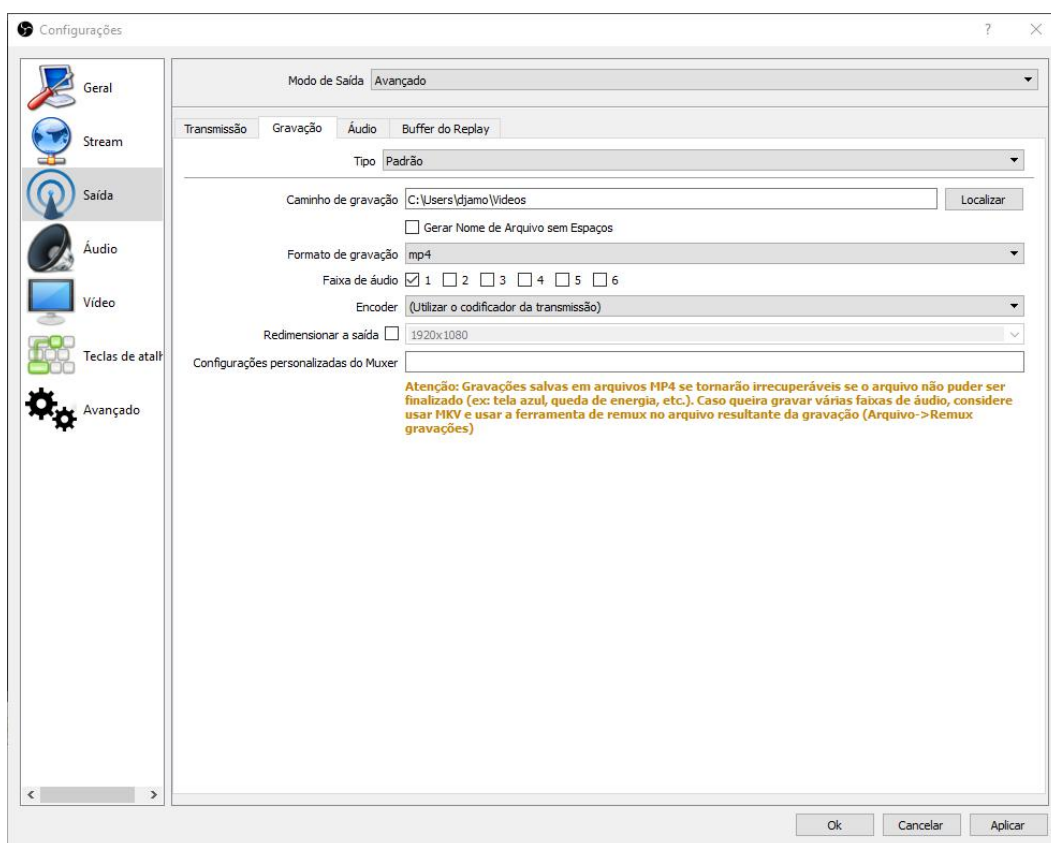 Configurações
?
Geral
Stream
Saída
Áudio
Vídeo
Teclas de atalh
Avançado
Modo de Saída Avançado
Transmissão Gravação Áudio Buffer do Replay
Tipo Padrão
Caminho de gravação C:\Users\djamo\Videos Localizar
Gerar Nome de Arquivo sem Espaços
Formato de gravação mp4
Faixa de áudio 1 2 3 4 5 6
Encoder (Utilizar o codificador da transmissão)
Redimensionar a saída 1920x1080
Configurações personalizadas do Muxer
Atenção: Gravações salvas em arquivos MP4 se tornarão irrecuperáveis se o arquivo não puder ser
finalizado (ex: tela azul, queda de energia, etc.). Caso queira gravar várias faixas de áudio, considere
usar MKV e usar a ferramenta de remux no arquivo resultante da gravação (Arquivo->Remux
gravações)
Ok Cancelar Aplicar